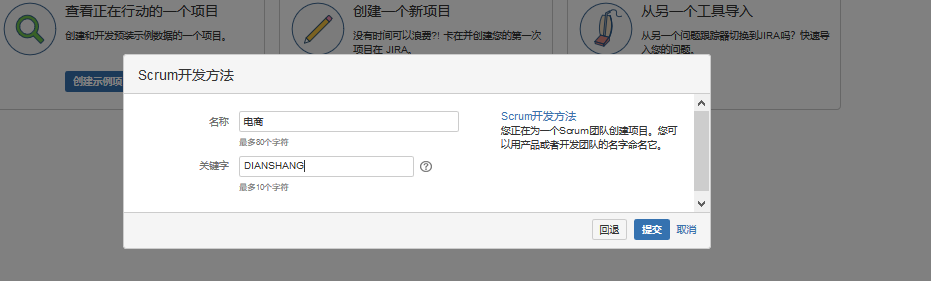 查看正在行动的一个项目
创建和开发预装示例数据的一个项目。
创建示例项
创建一个新项目
没有时间可以浪费?! 卡在并创建您的第一次
项目在 JIRA。
从另一个工具导入
从另一个问题跟踪器切换到JIRA吗？快速导
入您的问题。
Scrum开发方法
名称
电商
最多80个字符
关键字
DIANSHANG
最多10个字符
Scrum开发方法
您正在为一个Scrum团队创建项目。您可
以用产品或者开发团队的名字命名它。
回退
提交
取消